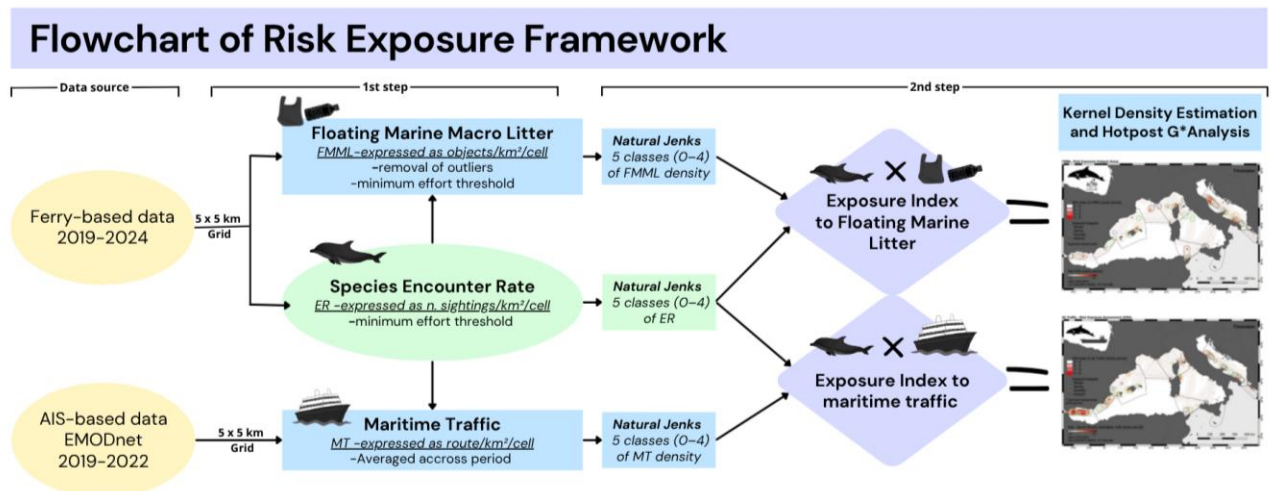 Flowchart of Risk Exposure Framework
Data source
1st step
2nd step
Ferry-based data
2019-2024
5 x 5 km
Grid
Floating Marine Macro Litter
FMML-expressed as objects/km²/cell
-removal of outliers
-minimum effort threshold
Natural Jenks
5 classes (0-4)
of FMML density
Exposure Index
to Floating Marine
Litter
Kernel Density Estimation
and Hotpost G*Analysis
Species Encounter Rate
ER -expressed as n. sightings/km²/cell
-minimum effort threshold
Natural Jenks
5 classes (0-4)
of ER
AIS-based data
EMODnet
2019-2022
5 x 5 km
Grid
Maritime Traffic
MT -expressed as route/km²/cell
-Averaged accross period
Natural Jenks
5 classes (0-4)
of MT density
Exposure Index to
maritime traffic